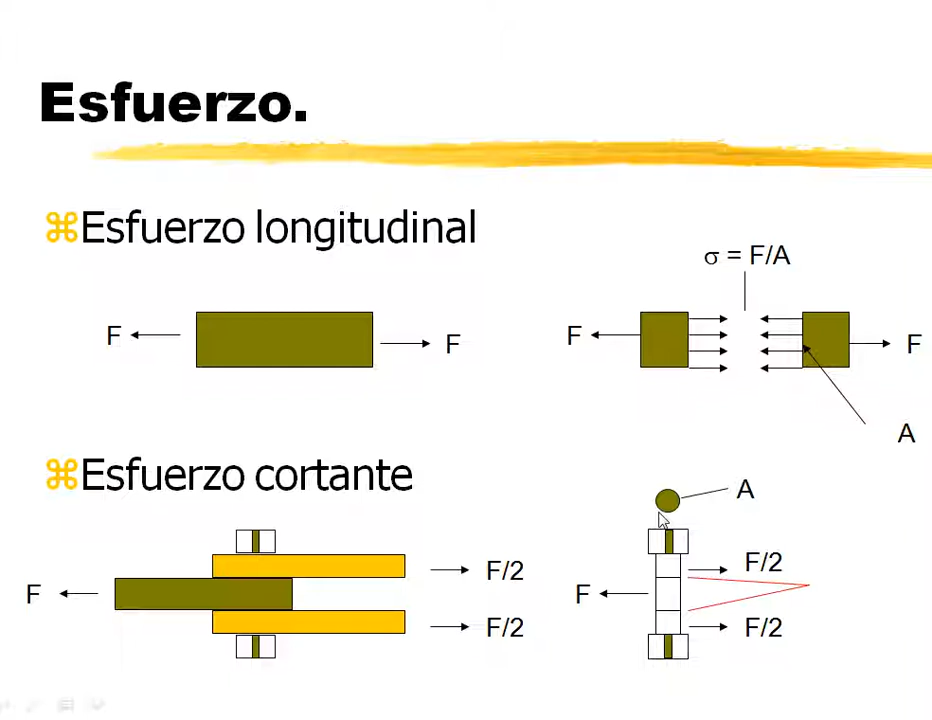 Esfuerzo.
Esfuerzo longitudinal
σ = F/A
F
F
F
F
A
Esfuerzo cortante
A
F
F/2
F/2
F
F/2
F/2